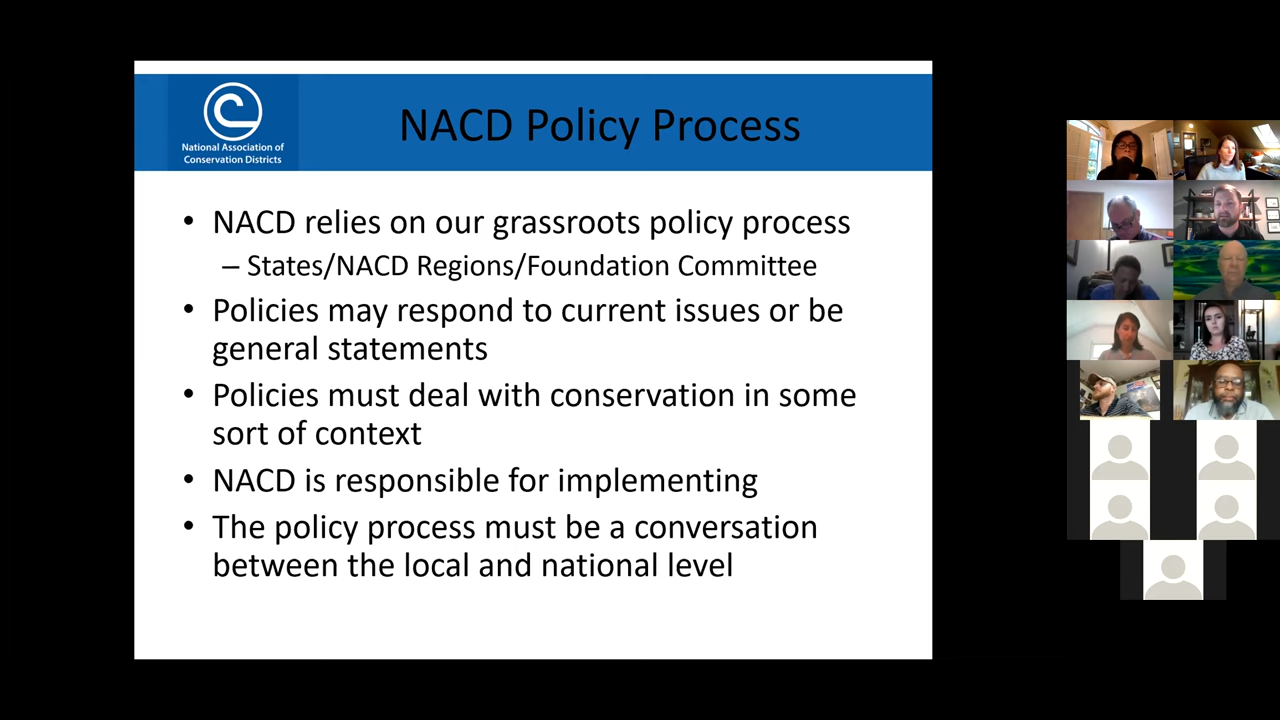 National Association of
Conservation Districts
NACD Policy Process
• NACD relies on our grassroots policy process
– States/NACD Regions/Foundation Committee
• Policies may respond to current issues or be
general statements
• Policies must deal with conservation in some
sort of context
• NACD is responsible for implementing
• The policy process must be a conversation
between the local and national level